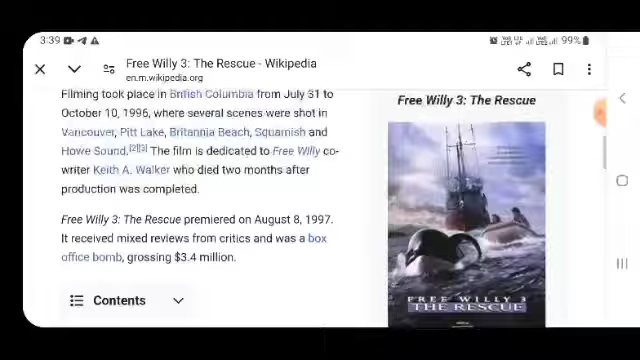 3:39
99%
Free Willy 3: The Rescue - Wikipedia
en.m.wikipedia.org
Filming took place in British Columbia from July 31 to
October 10, 1996, where several scenes were shot in
Vancouver, Pitt Lake, Britannia Beach, Squamish and
Howe Sound.[2][3] The film is dedicated to Free Willy co-
writer Keith A. Walker who died two months after
production was completed.
Free Willy 3: The Rescue premiered on August 8, 1997.
It received mixed reviews from critics and was a box
office bomb, grossing $3.4 million.
Contents
Free Willy 3: The Rescue
FREE WILLY 3
THE RESCUE